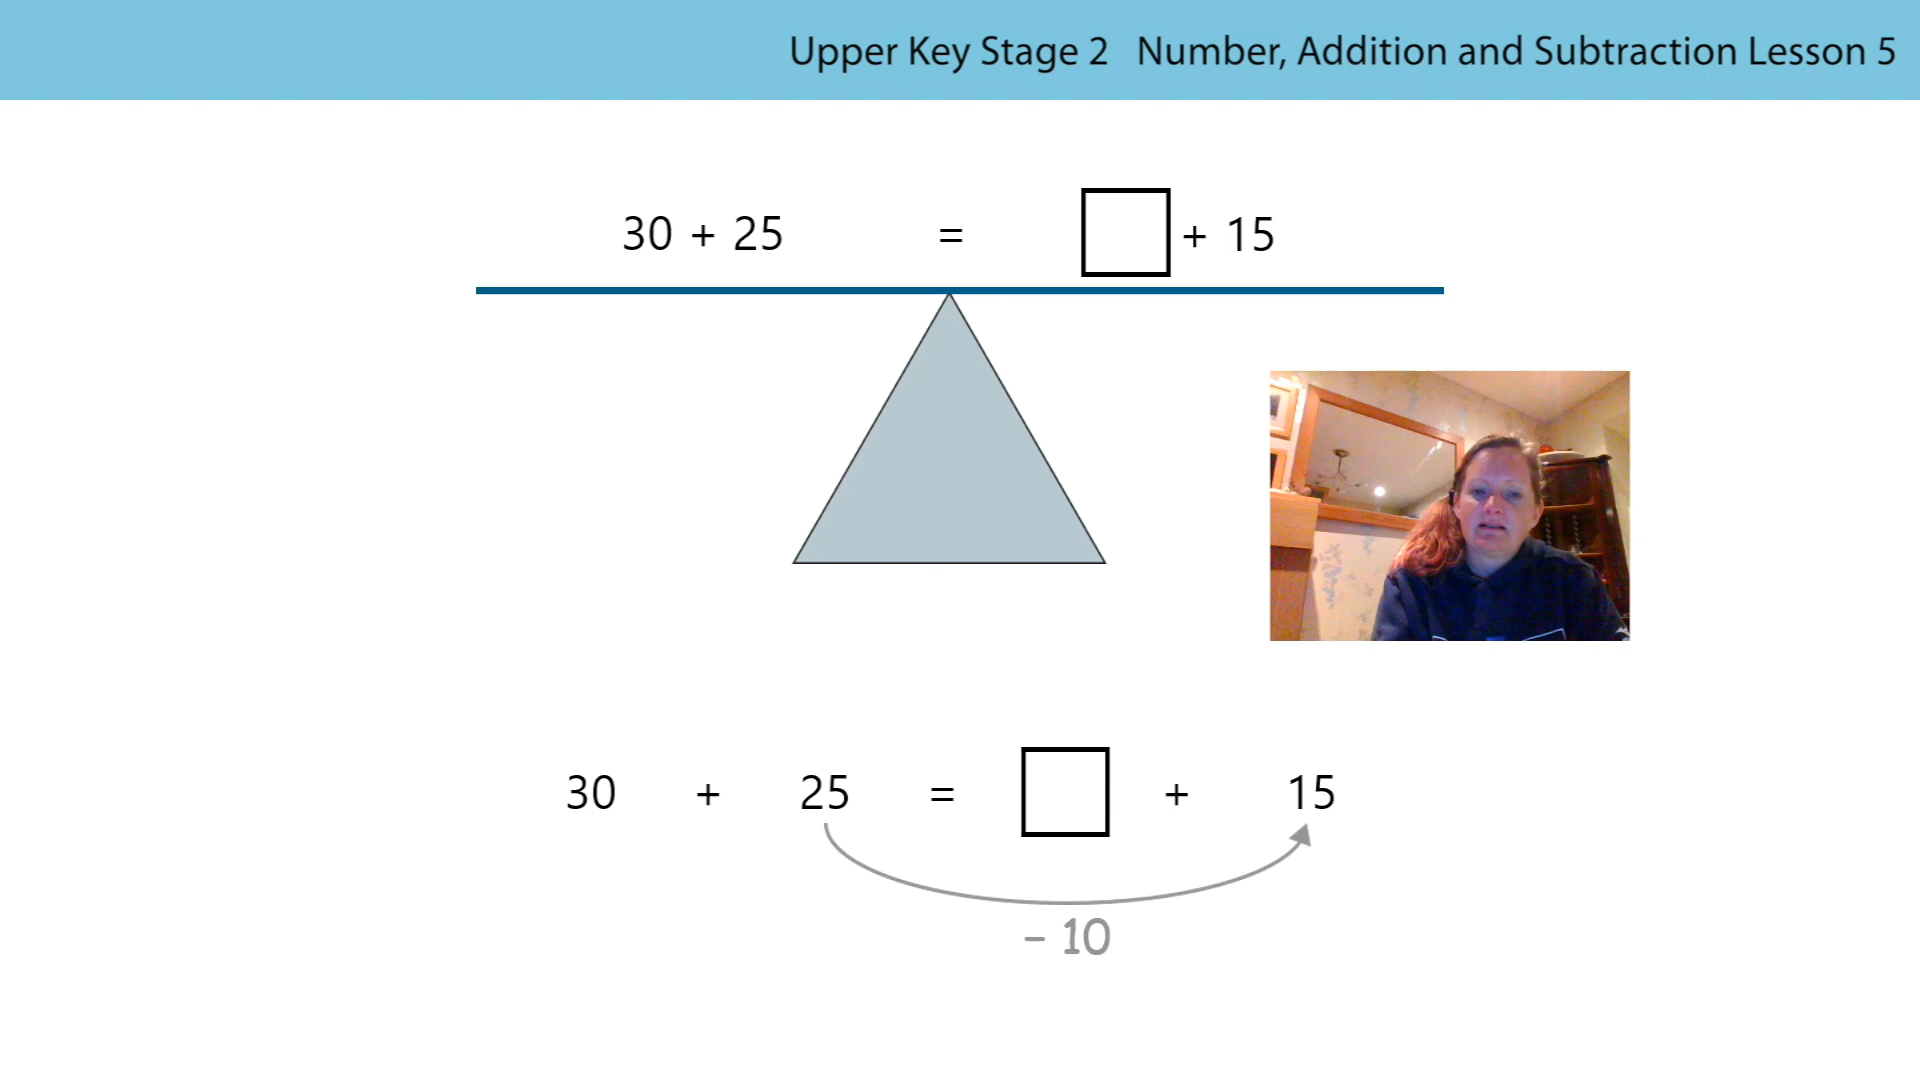 Upper Key Stage 2 Number, Addition and Subtraction Lesson 5
30 + 25 = + 15
30 + 25 = + 15
– 10